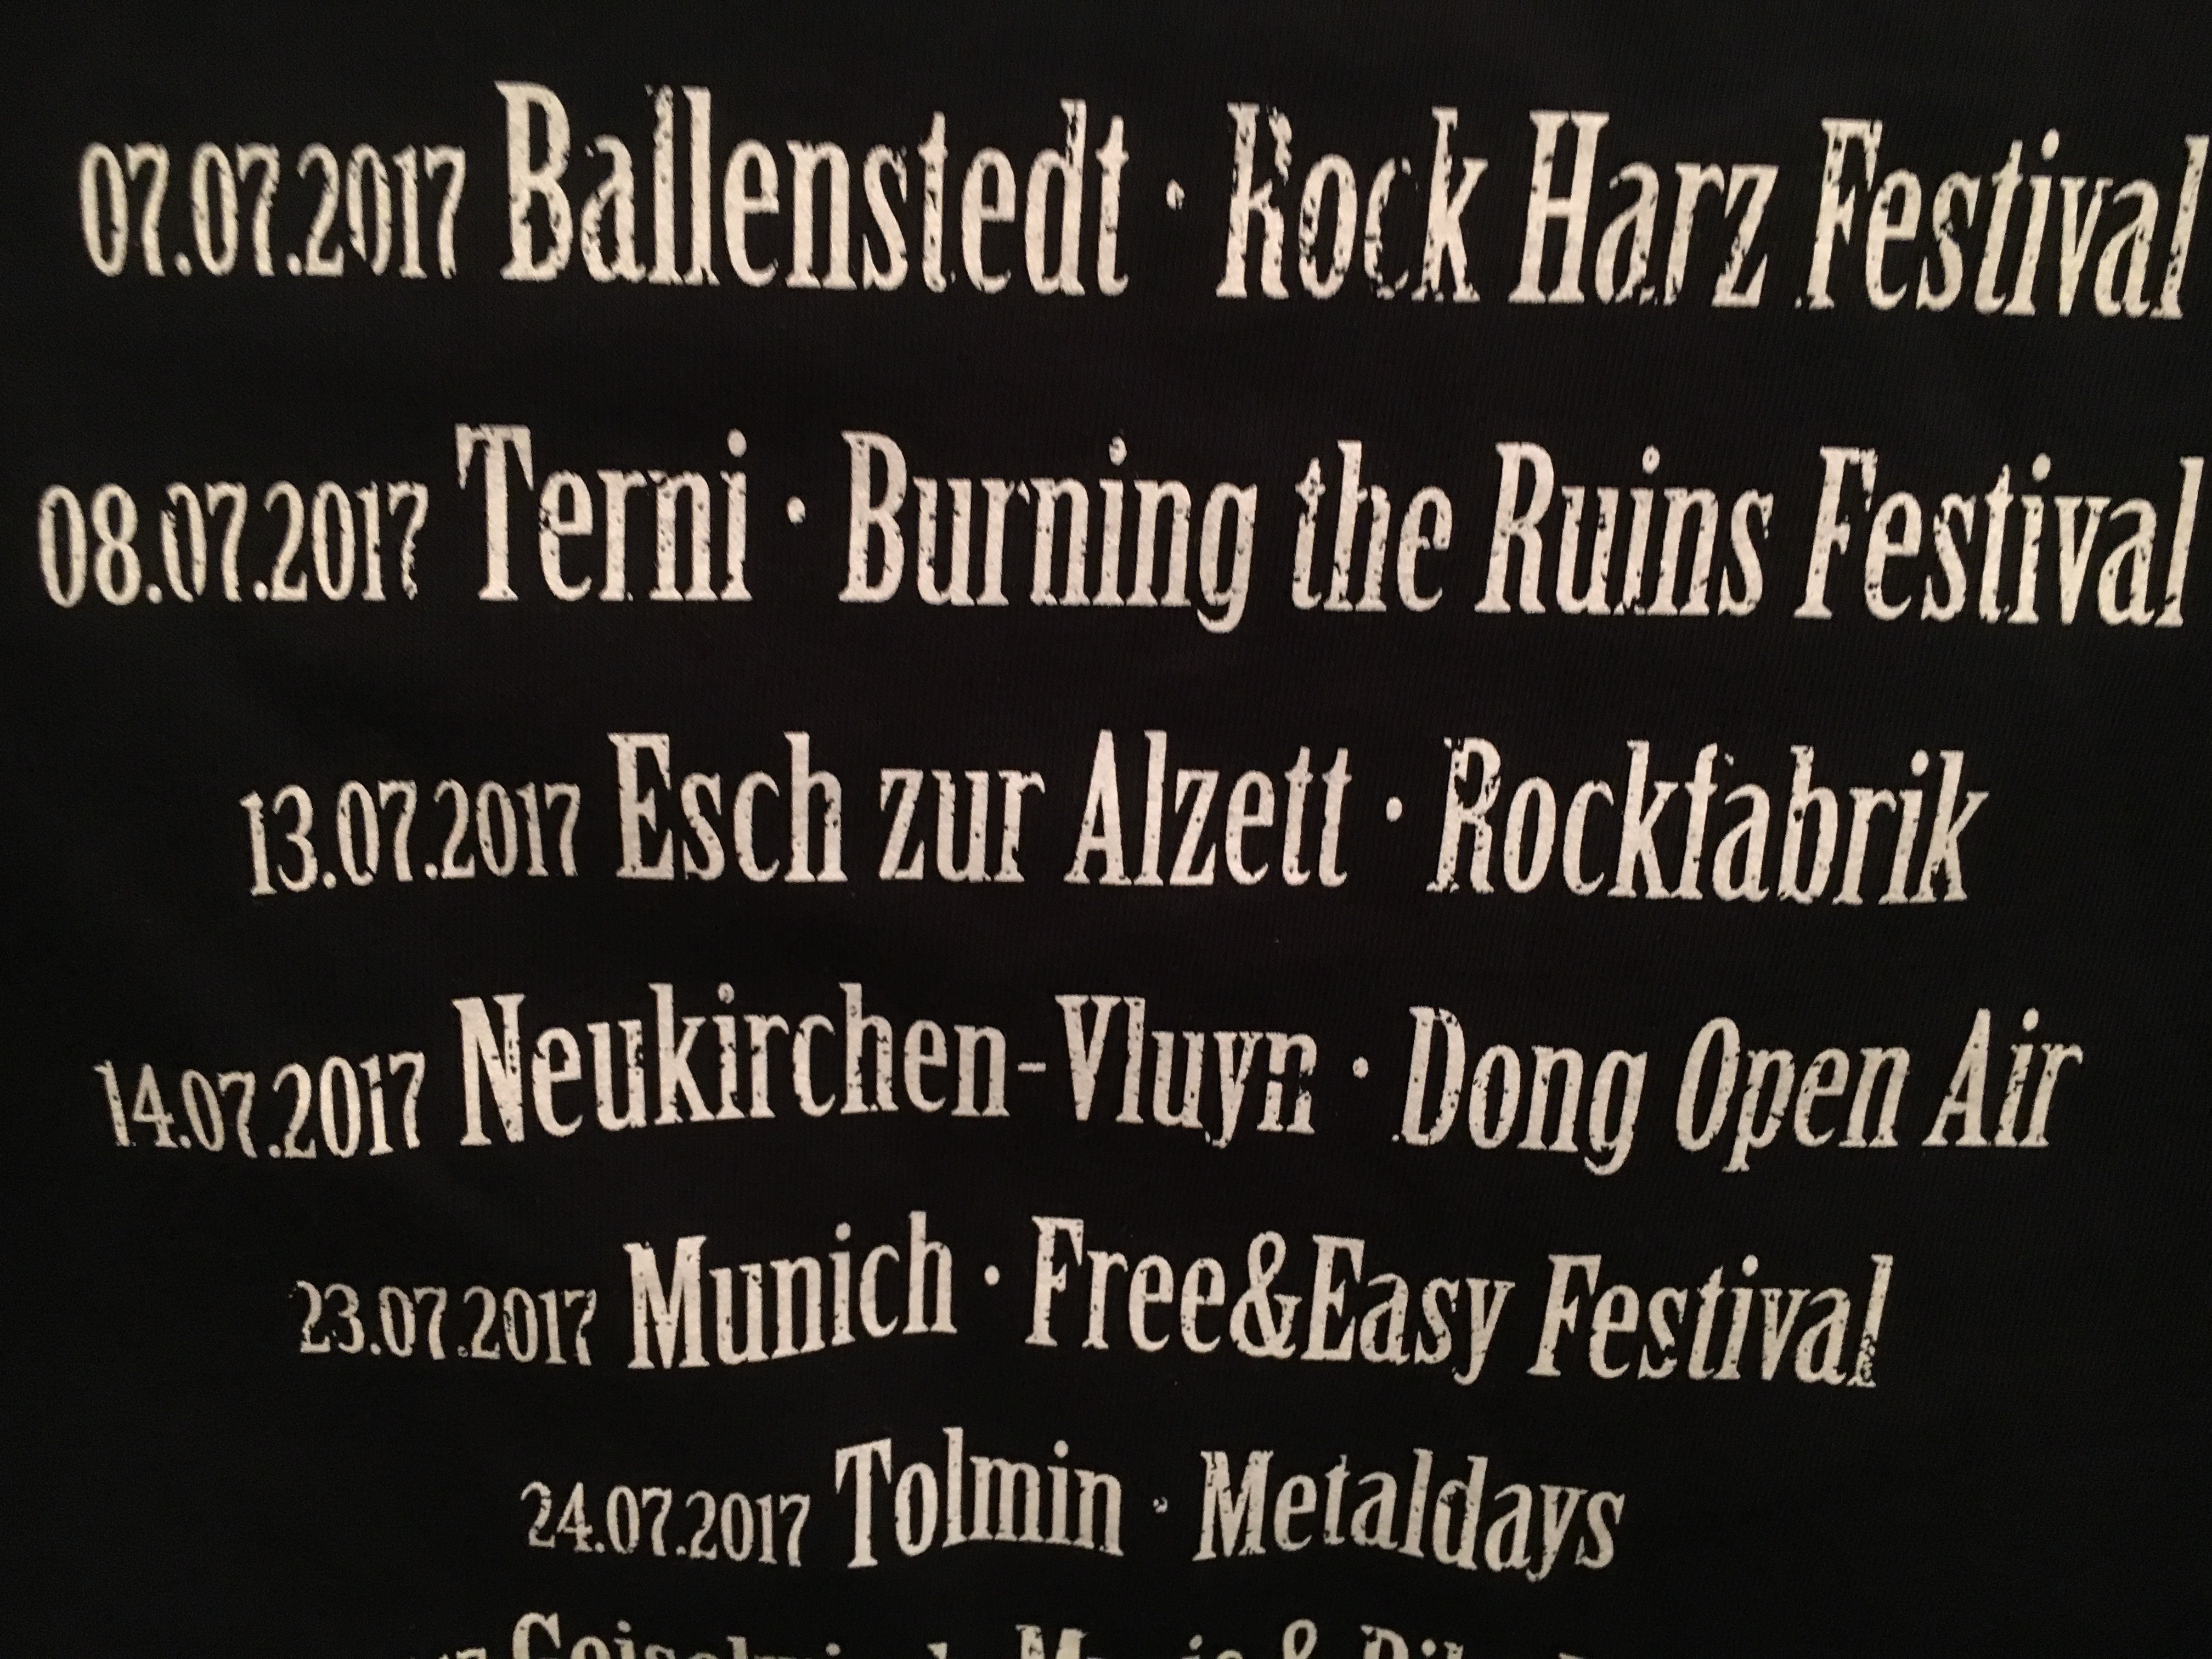 07.07.2017 Ballenstedt · Rock Harz Festival
08.07.2017 Terni · Burning the Ruins Festival
13.07.2017 Esch zur Alzett · Rockfabrik
14.07.2017 Neukirchen-Vluyn · Dong Open Air
23.07.2017 Munich · Free&Easy Festival
24.07.2017 Tolmin · Metaldays